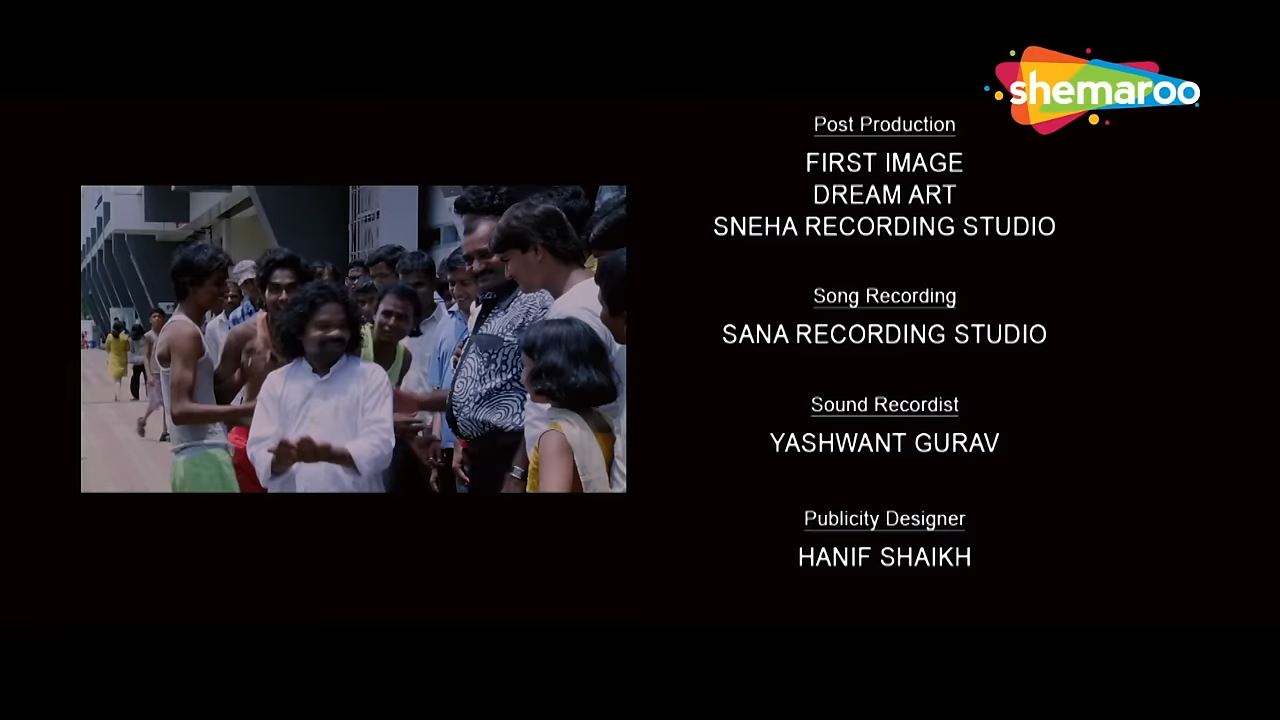 shemaroo
Post Production
FIRST IMAGE
DREAM ART
SNEHA RECORDING STUDIO
Song Recording
SANA RECORDING STUDIO
Sound Recordist
YASHWANT GURAV
Publicity Designer
HANIF SHAIKH